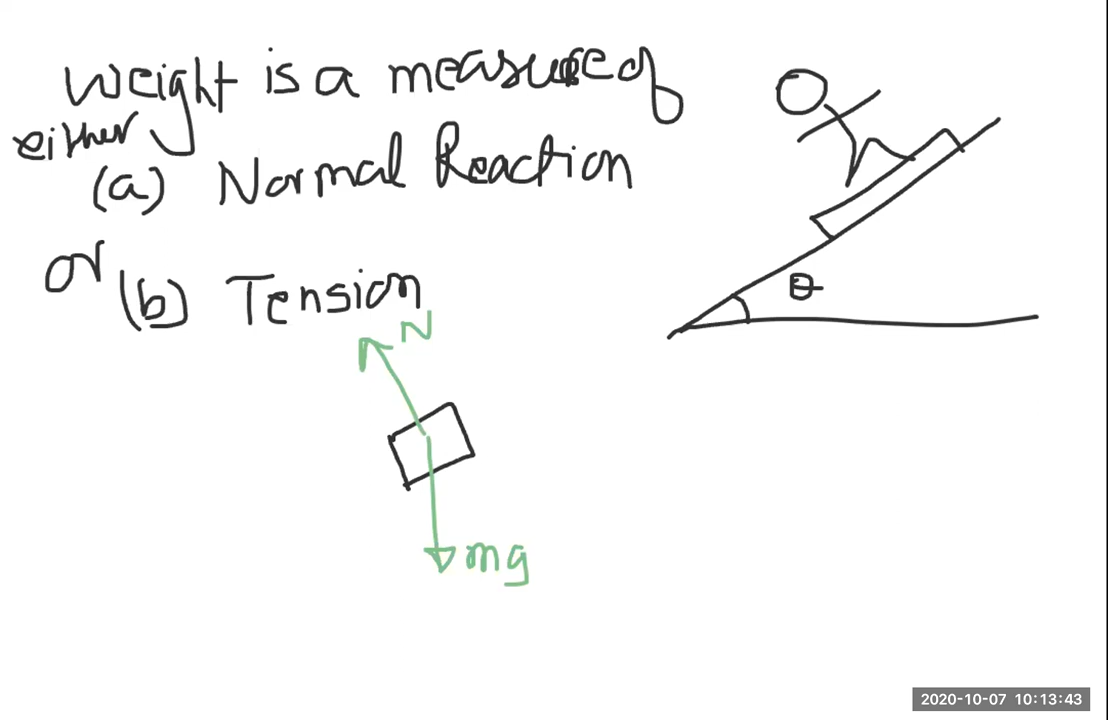 Weight is a measure of
either
(a) Normal Reaction
or (b) Tension
N
mg
θ
2020-10-07 10:13:43